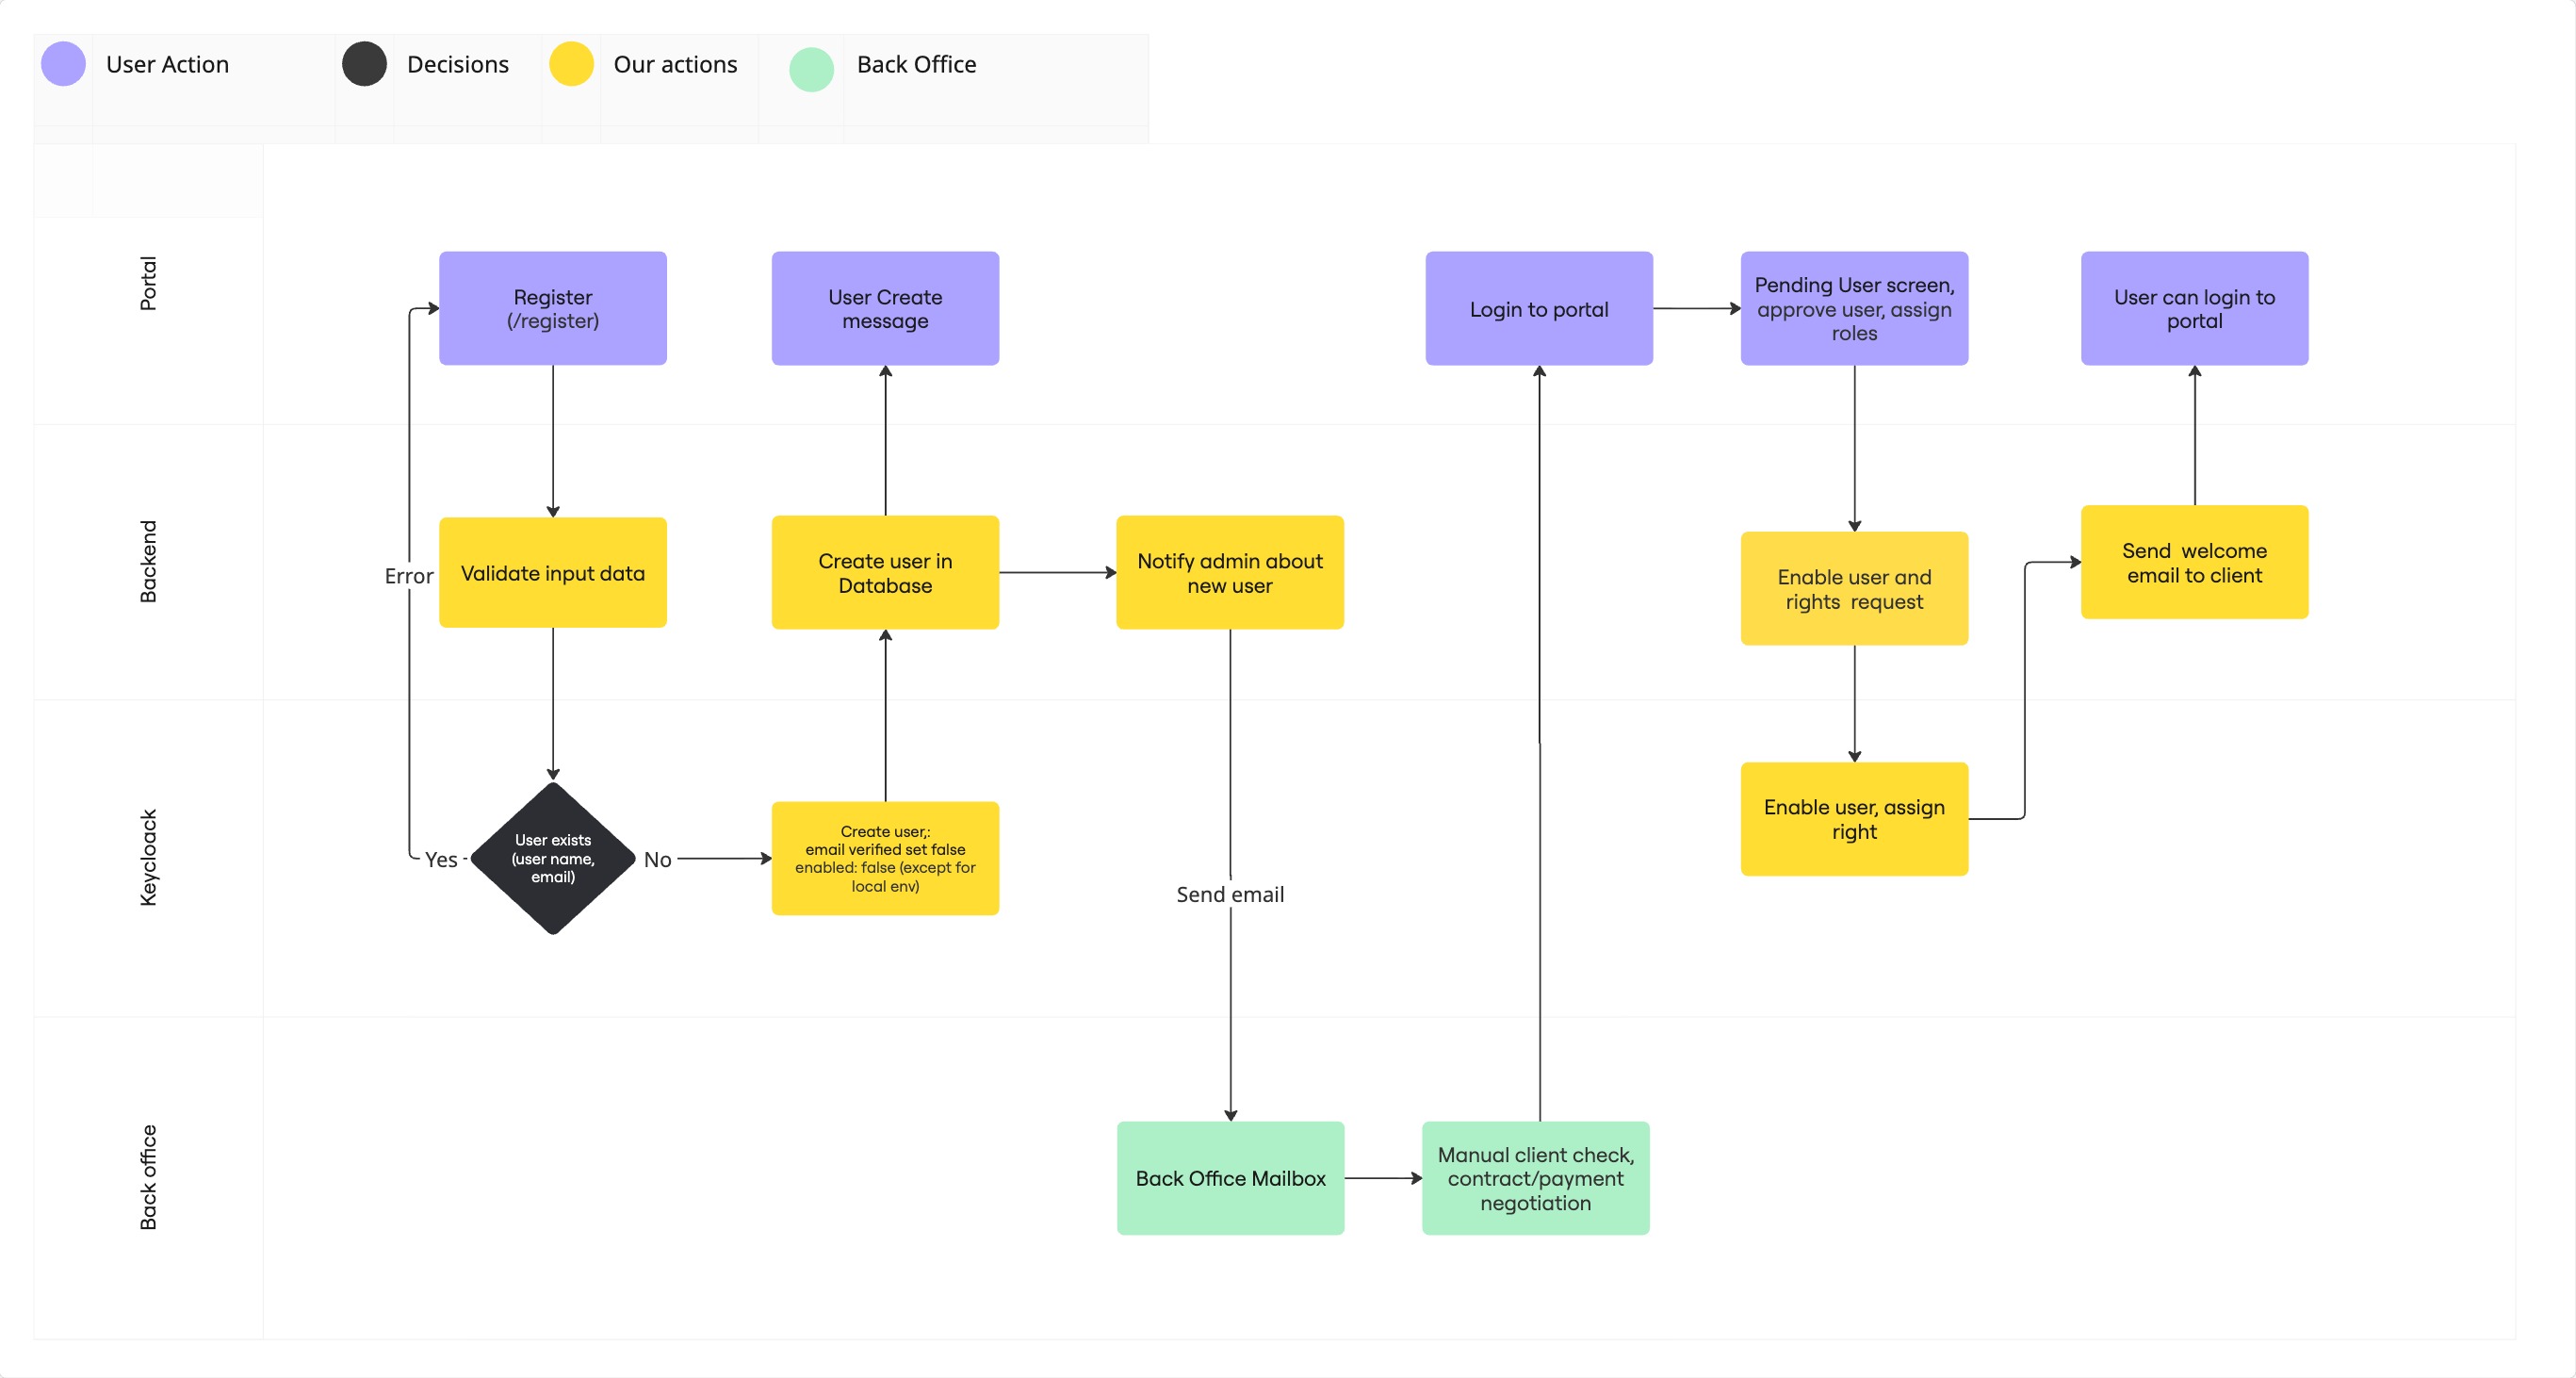 User Action
Decisions
Our actions
Back Office
Portal
Register
(/register)
User Create
message
Login to portal
Pending User screen,
approve user, assign
roles
User can login to
portal
Backend
Error
Validate input data
Create user in
Database
Notify admin about
new user
Enable user and
rights  request
Send  welcome
email to client
Keycloack
Yes
User exists
(user name,
email)
No
Create user,:
email verified set false
enabled: false (except for
local env)
Send email
Enable user, assign
right
Back office
Back Office Mailbox
Manual client check,
contract/payment
negotiation